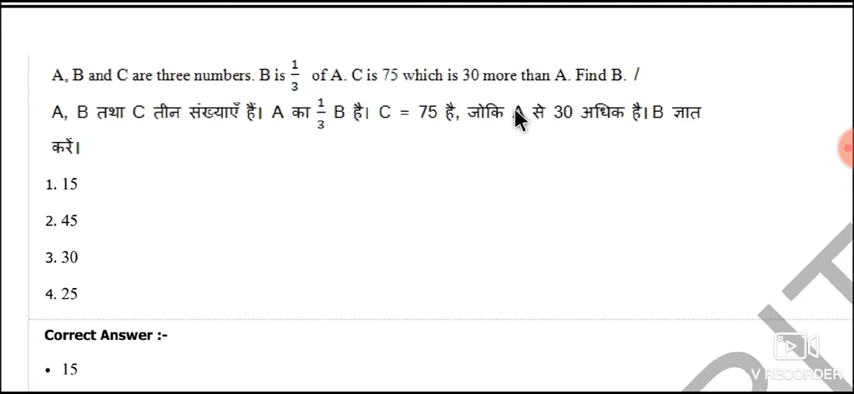 A, B and C are three numbers. B is 1/3 of A. C is 75 which is 30 more than A. Find B. /
A, B तथा C तीन संख्याएँ हैं। A का 1/3 B है। C = 75 है, जोकि A से 30 अधिक है। B ज्ञात
करें।
1. 15
2. 45
3. 30
4. 25
Correct Answer :-
• 15
V RECORDER